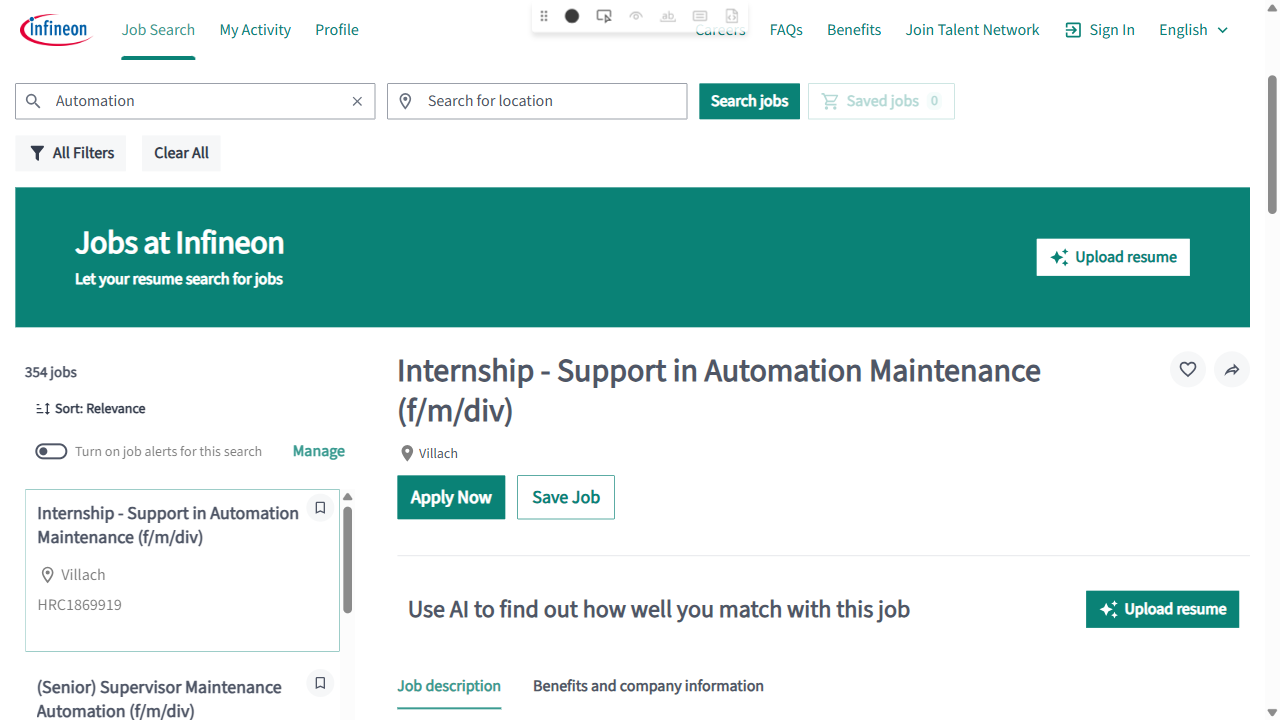 infineon
Job Search
My Activity
Profile
Careers
FAQs
Benefits
Join Talent Network
Sign In
English
Automation
Search for location
Search jobs
Saved jobs 0
All Filters
Clear All
Jobs at Infineon
Let your resume search for jobs
Upload resume
354 jobs
Sort: Relevance
Turn on job alerts for this search
Manage
Internship - Support in Automation
Maintenance (f/m/div)
Villach
HRC1869919
(Senior) Supervisor Maintenance
Automation (f/m/div)
Internship - Support in Automation Maintenance
(f/m/div)
Villach
Apply Now
Save Job
Use AI to find out how well you match with this job
Upload resume
Job description
Benefits and company information